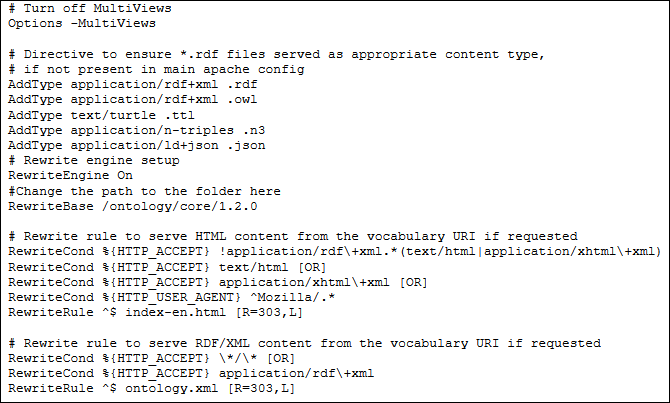 # Turn off MultiViews
Options -MultiViews
# Directive to ensure *.rdf files served as appropriate content type,
# if not present in main apache config
AddType application/rdf+xml .rdf
AddType application/rdf+xml .owl
AddType text/turtle .ttl
AddType application/n-triples .n3
AddType application/ld+json .json
# Rewrite engine setup
RewriteEngine On
#Change the path to the folder here
RewriteBase /ontology/core/1.2.0
# Rewrite rule to serve HTML content from the vocabulary URI if requested
RewriteCond %{HTTP_ACCEPT} !application/rdf\+xml.*(text/html|application/xhtml\+xml)
RewriteCond %{HTTP_ACCEPT} text/html [OR]
RewriteCond %{HTTP_ACCEPT} application/xhtml\+xml [OR]
RewriteCond %{HTTP_USER_AGENT} ^Mozilla/.*
RewriteRule ^$ index-en.html [R=303,L]
# Rewrite rule to serve RDF/XML content from the vocabulary URI if requested
RewriteCond %{HTTP_ACCEPT} \*/\* [OR]
RewriteCond %{HTTP_ACCEPT} application/rdf\+xml
RewriteRule ^$ ontology.xml [R=303,L]